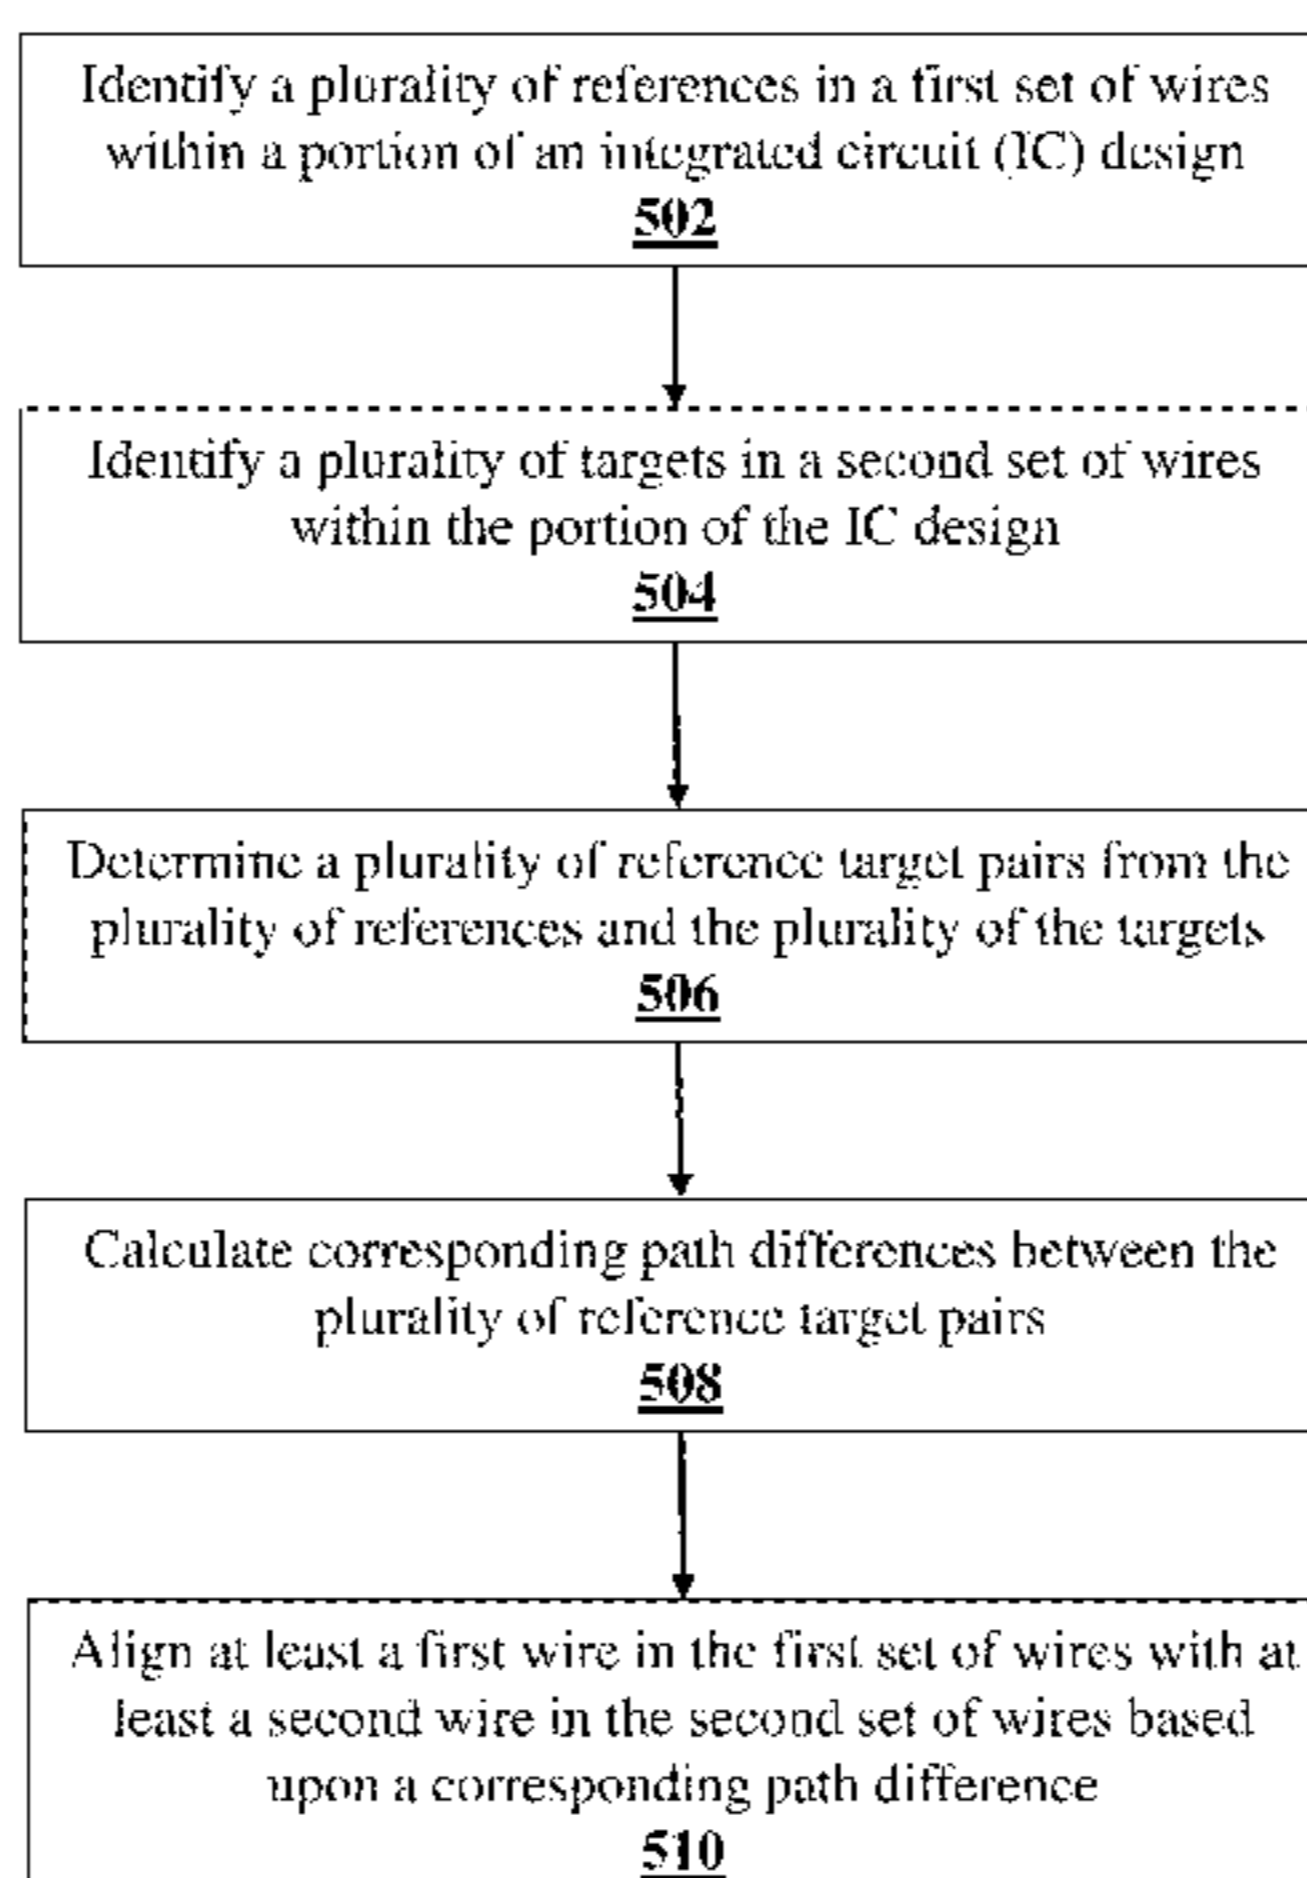 Identify a plurality of references in a first set of wires
within a portion of an integrated circuit (IC) design
502
Identify a plurality of targets in a second set of wires
within the portion of the IC design
504
Determine a plurality of reference target pairs from the
plurality of references and the plurality of the targets
506
Calculate corresponding path differences between the
plurality of reference target pairs
508
Align at least a first wire in the first set of wires with at
least a second wire in the second set of wires based
upon a corresponding path difference
510